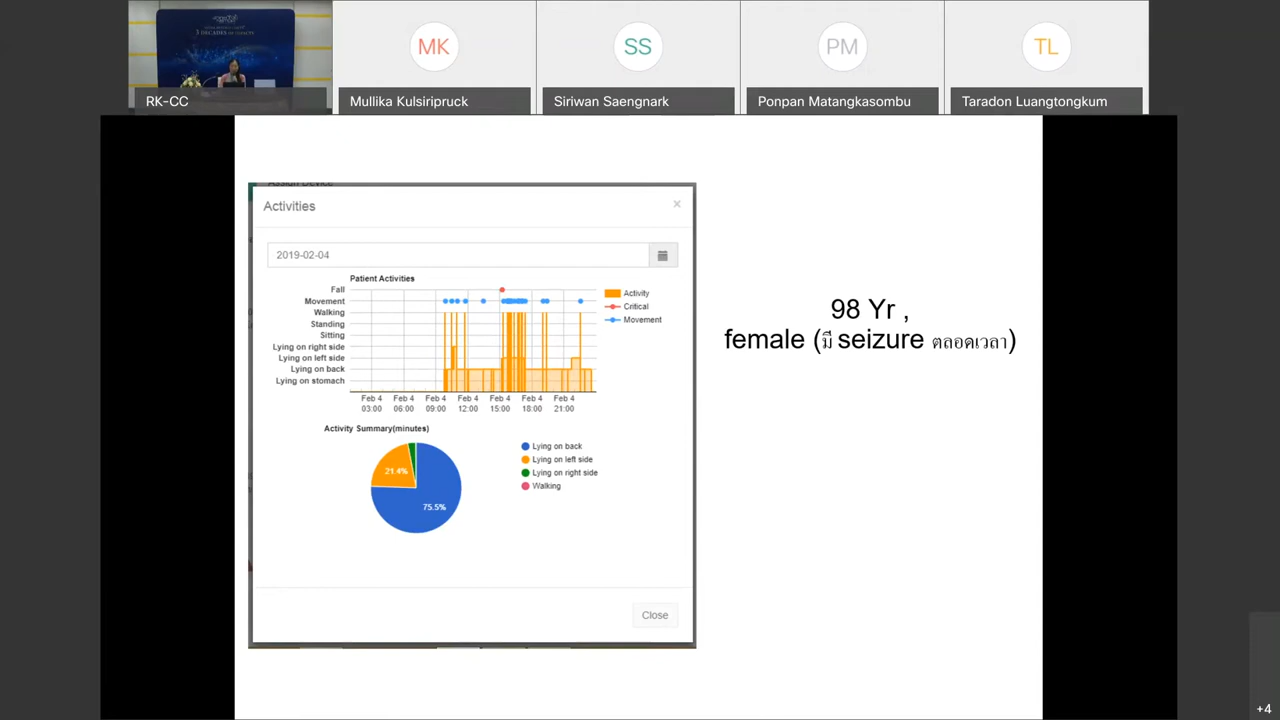 3 DECADES OF
RK-CC
MK
Mullika Kulsiripruck
SS
Siriwan Saengnark
PM
Ponpan Matangkasombu
TL
Taradon Luangtongkum
Assign Device
Activities
×
2019-02-04
Patient Activities
Fall
Movement
Walking
Standing
Sitting
Lying on right side
Lying on left side
Lying on back
Lying on stomach
Activity
Critical
Movement
Feb 4 Feb 4 Feb 4 Feb 4 Feb 4 Feb 4 Feb 4
03:00 06:00 09:00 12:00 15:00 18:00 21:00
Activity Summary(minutes)
21.4%
75.5%
Lying on back
Lying on left side
Lying on right side
Walking
Close
98 Yr ,
female (มี seizure ตลอดเวลา)
+4